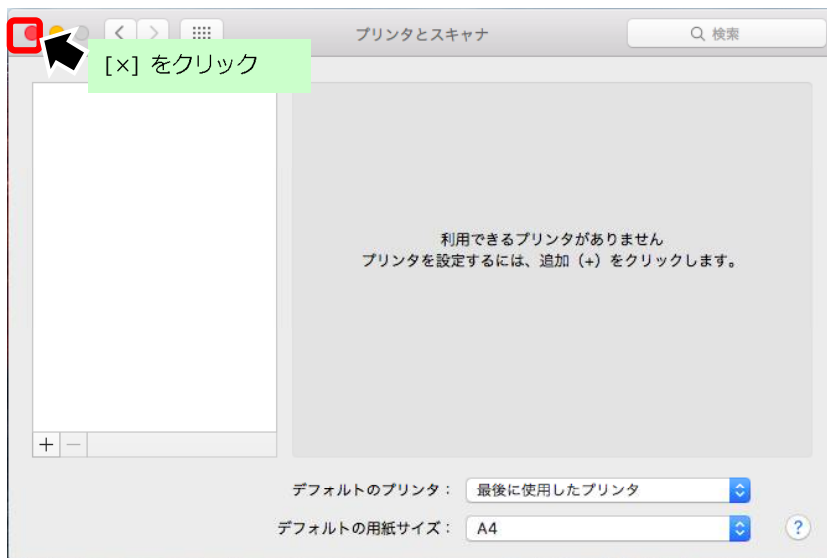 プリンタとスキャナ
検索
[×] をクリック
利用できるプリンタがありません
プリンタを設定するには、追加（+）をクリックします。
+ −
デフォルトのプリンタ： 最後に使用したプリンタ
デフォルトの用紙サイズ： A4
?